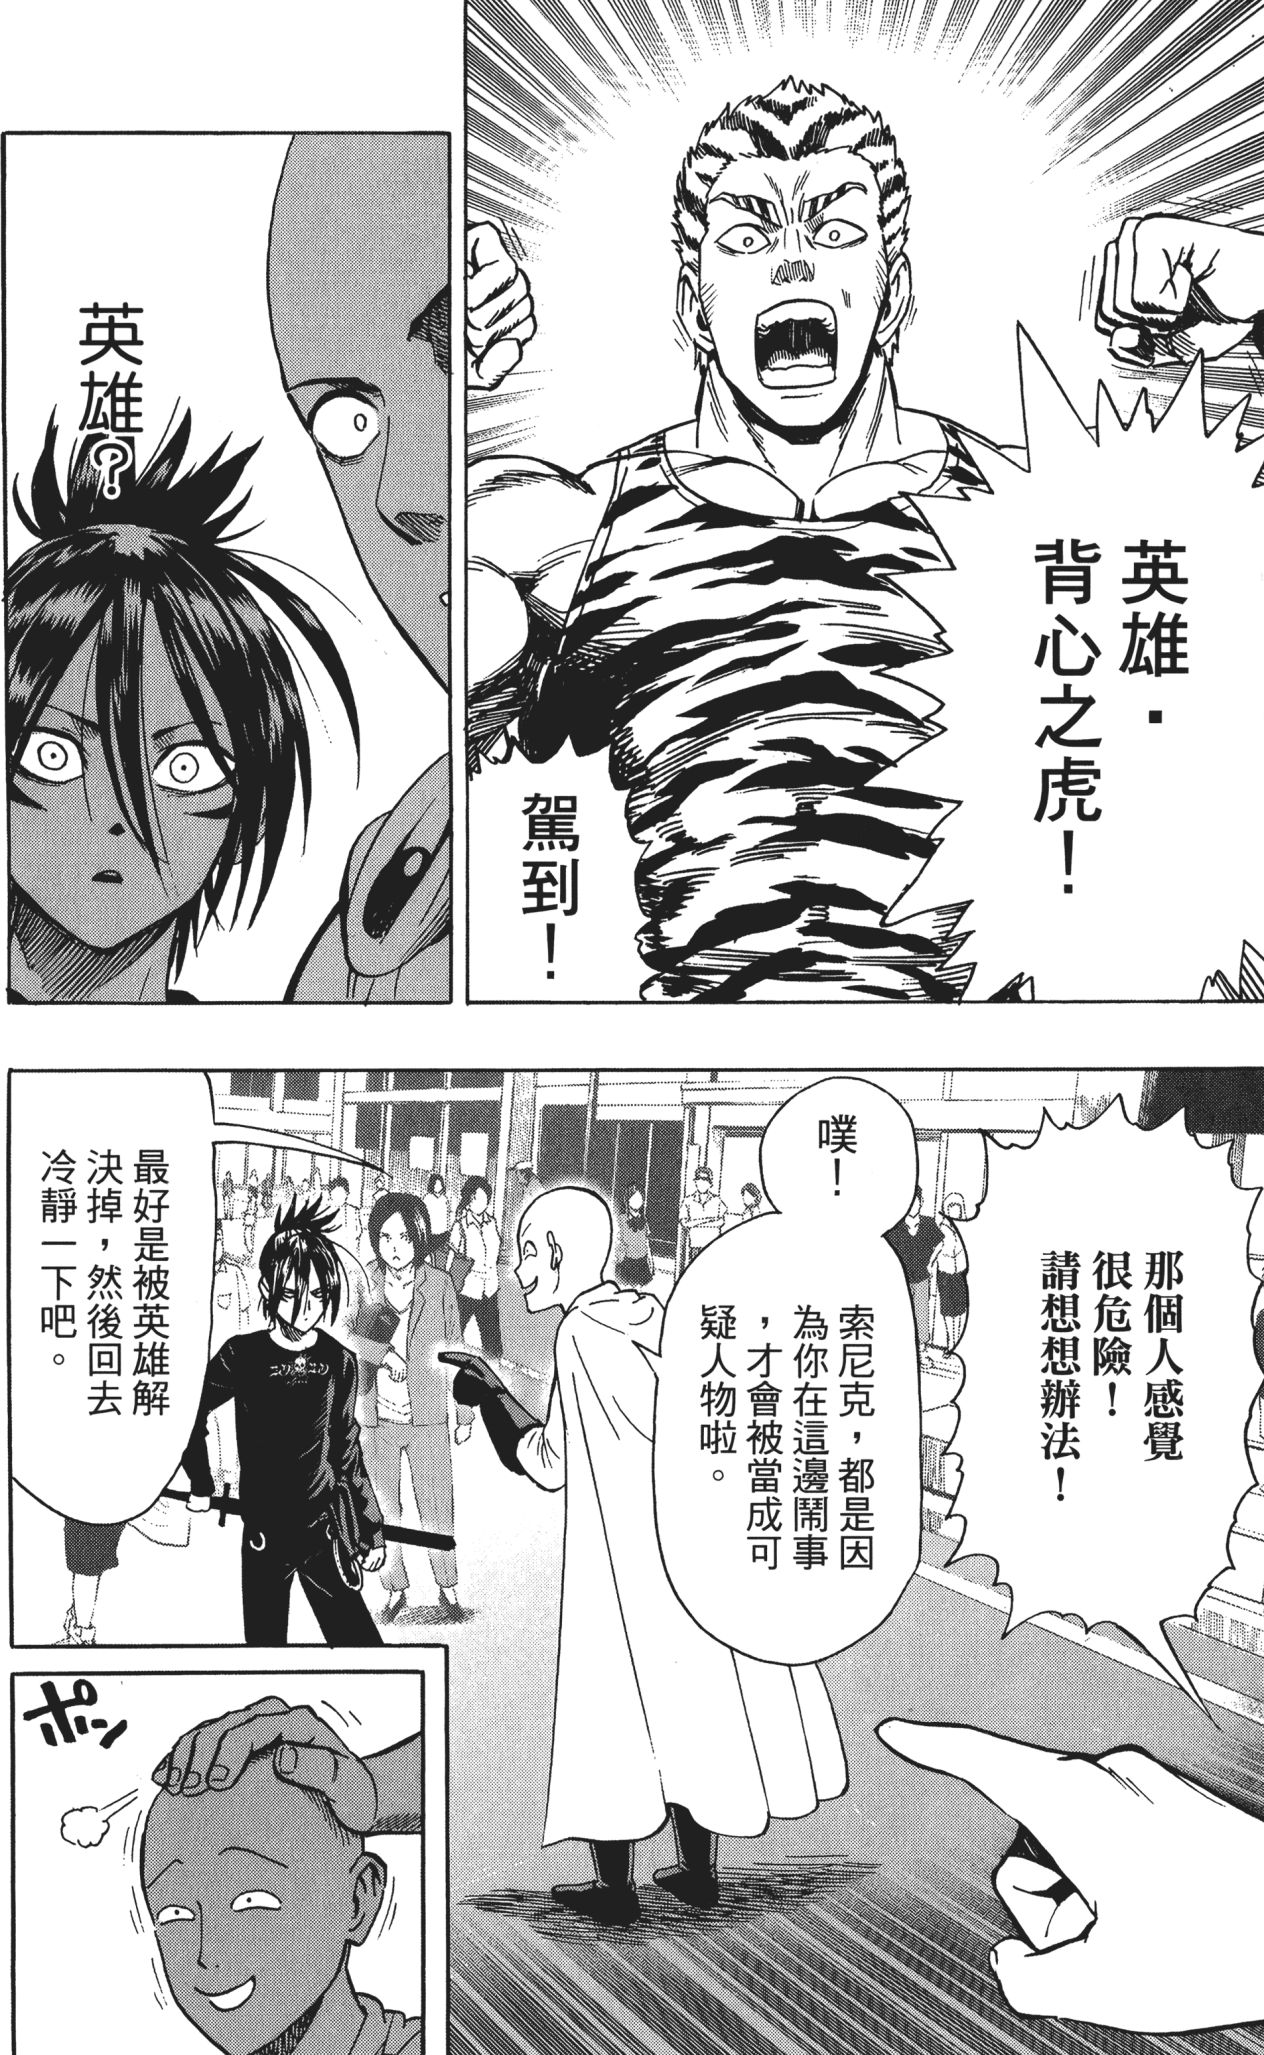 英雄・
背心之虎！
駕到！
英雄？
那個人感覺
很危險！
請想想辦法！
噗！
索尼克，都是因
為你在這邊鬧事
，才會被當成可
疑人物啦。
最好是被英雄解
決掉，然後回去
冷靜一下吧。
ポン